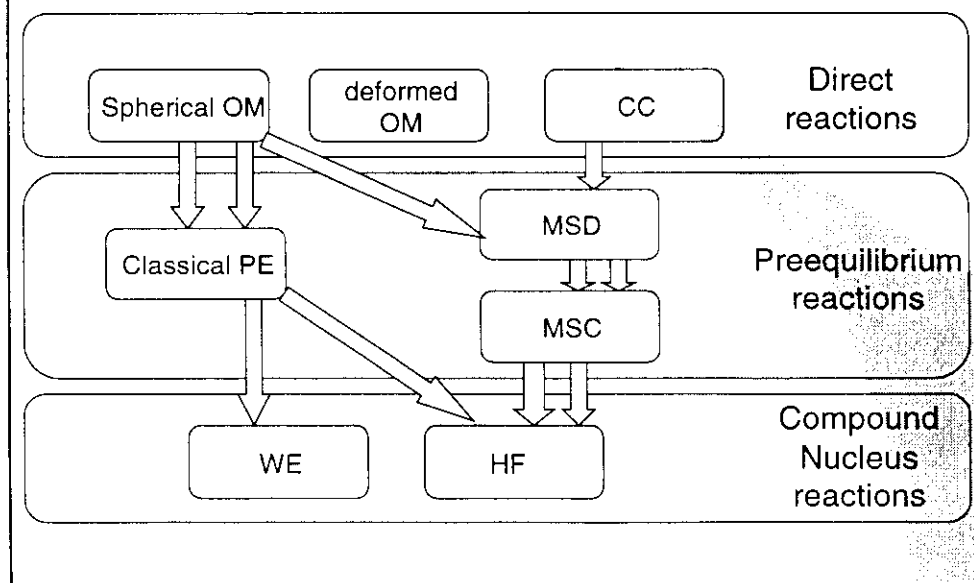 Spherical OM
deformed
OM
CC
Direct
reactions
MSD
Classical PE
MSC
Preequilibrium
reactions
WE
HF
Compound
Nucleus
reactions